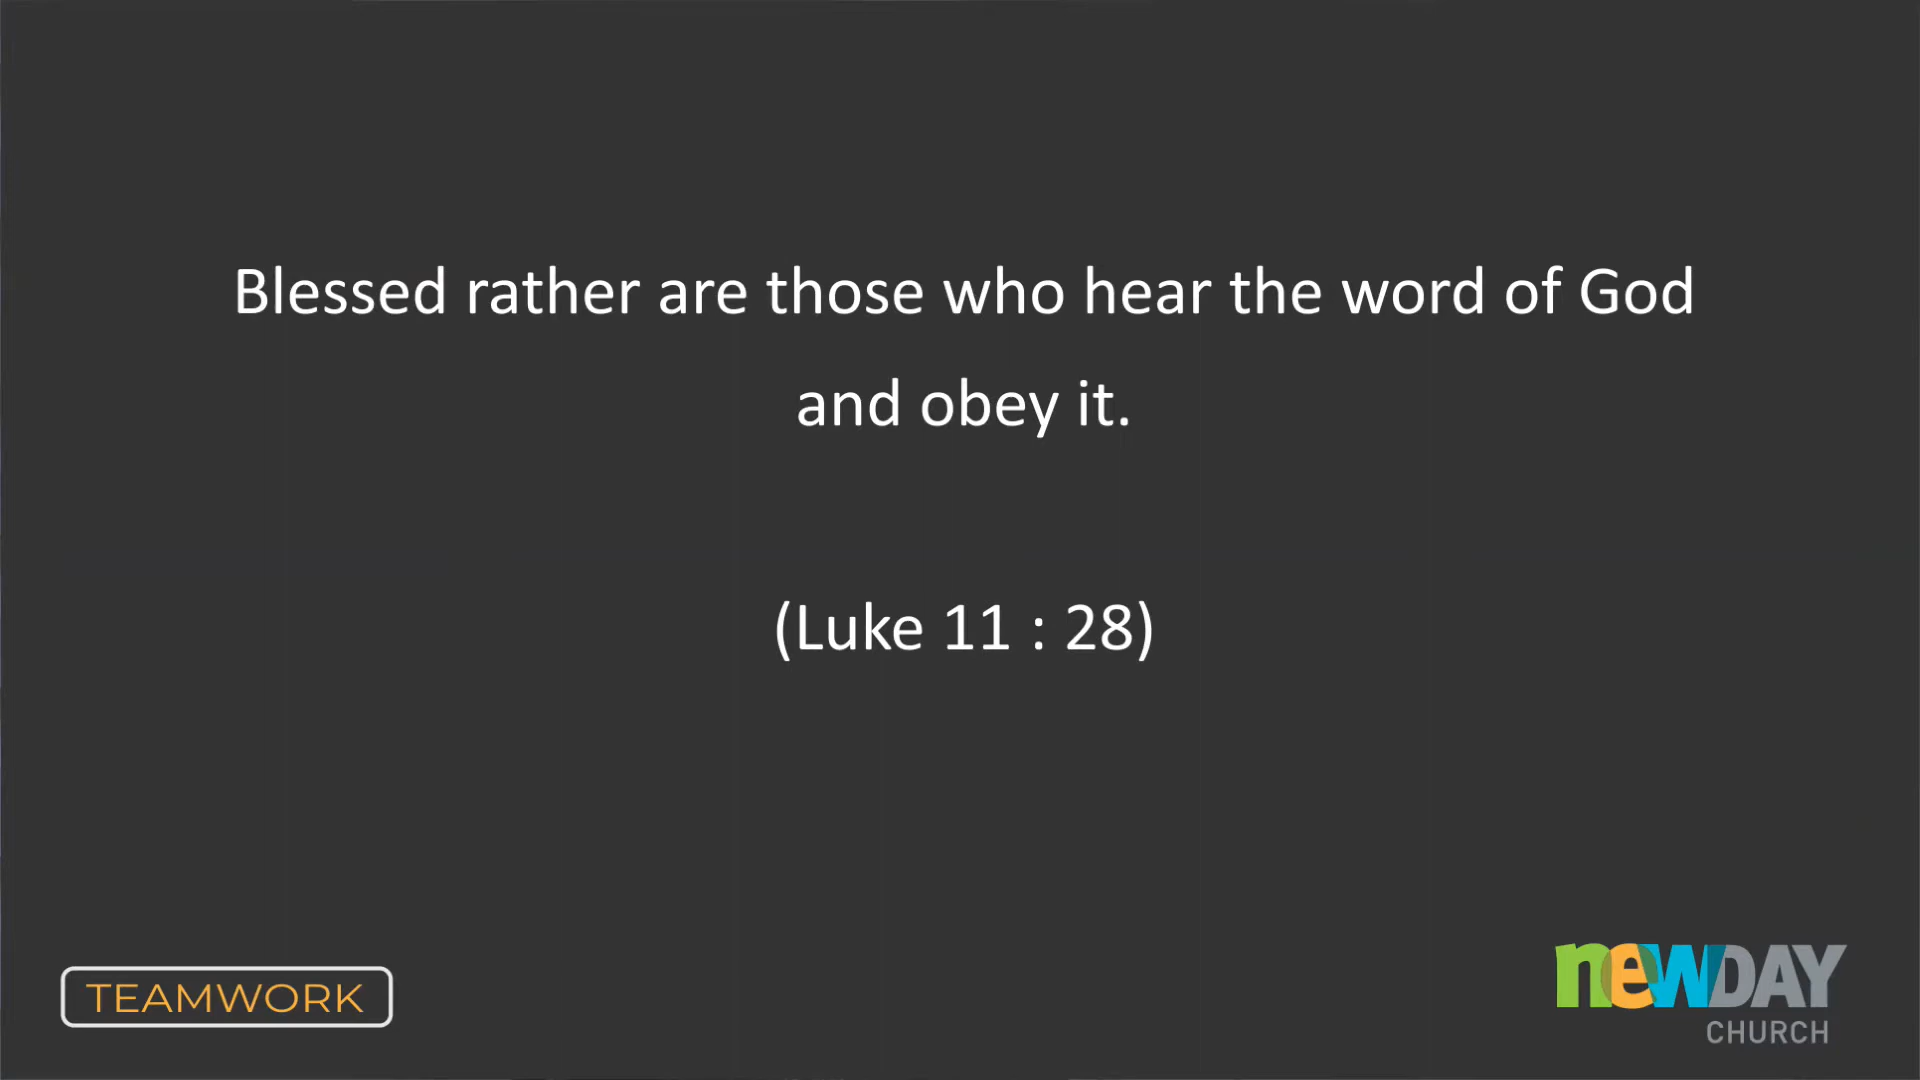 Blessed rather are those who hear the word of God
and obey it.
(Luke 11 : 28)
TEAMWORK
newDAY
CHURCH